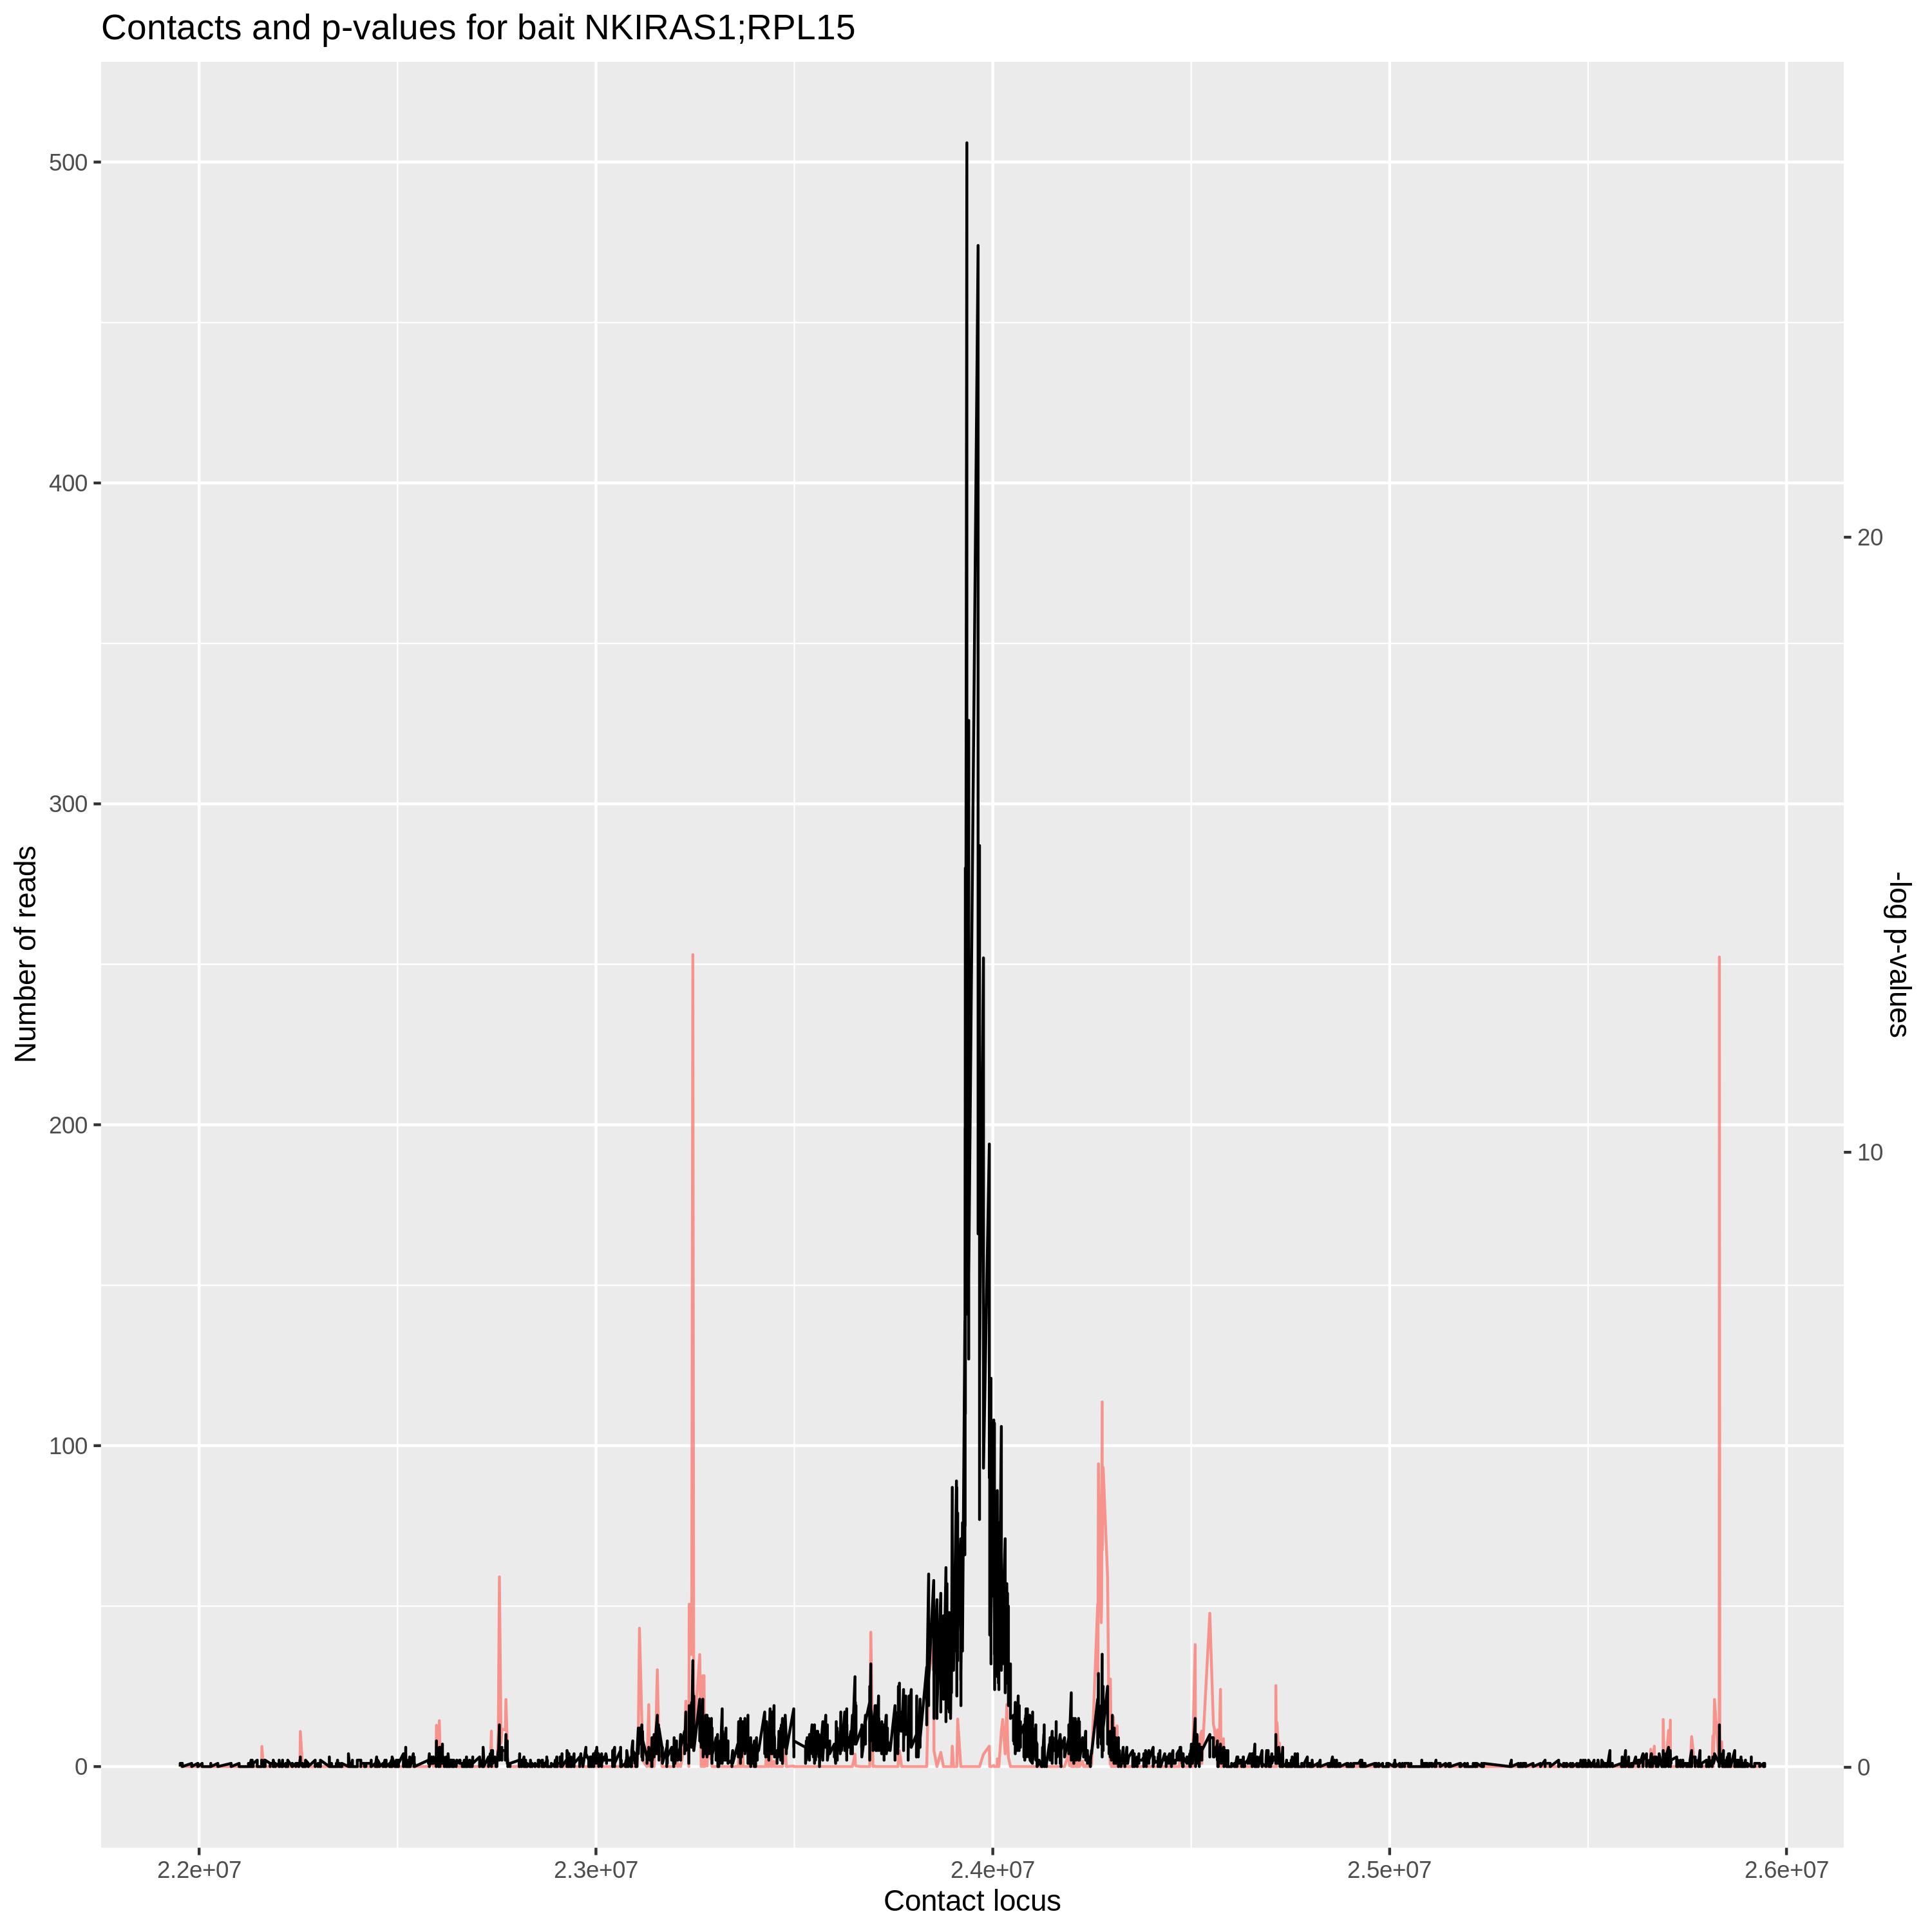 Contacts and p-values for bait NKIRAS1;RPL15
500
400
300
200
100
0
Number of reads
20
10
0
-log p-values
2.2e+07
2.3e+07
2.4e+07
2.5e+07
2.6e+07
Contact locus